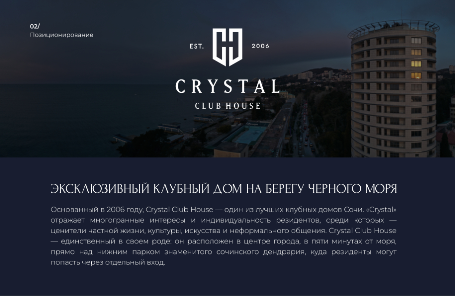 02/
Позиционирование
EST. 2006
CRYSTAL
CLUB HOUSE
ЭКСКЛЮЗИВНЫЙ КЛУБНЫЙ ДОМ НА БЕРЕГУ ЧЕРНОГО МОРЯ
Основанный в 2006 году, Crystal Club House — один из лучших клубных домов Сочи. «Crystal»
отражает многогранные интересы и индивидуальность резидентов, среди которых —
ценители частной жизни, культуры, искусства и неформального общения. Crystal Club House
— единственный в своем роде: он расположен в центре города, в пяти минутах от моря,
прямо над нижним парком знаменитого сочинского дендрария, куда резиденты могут
попасть через отдельный вход.